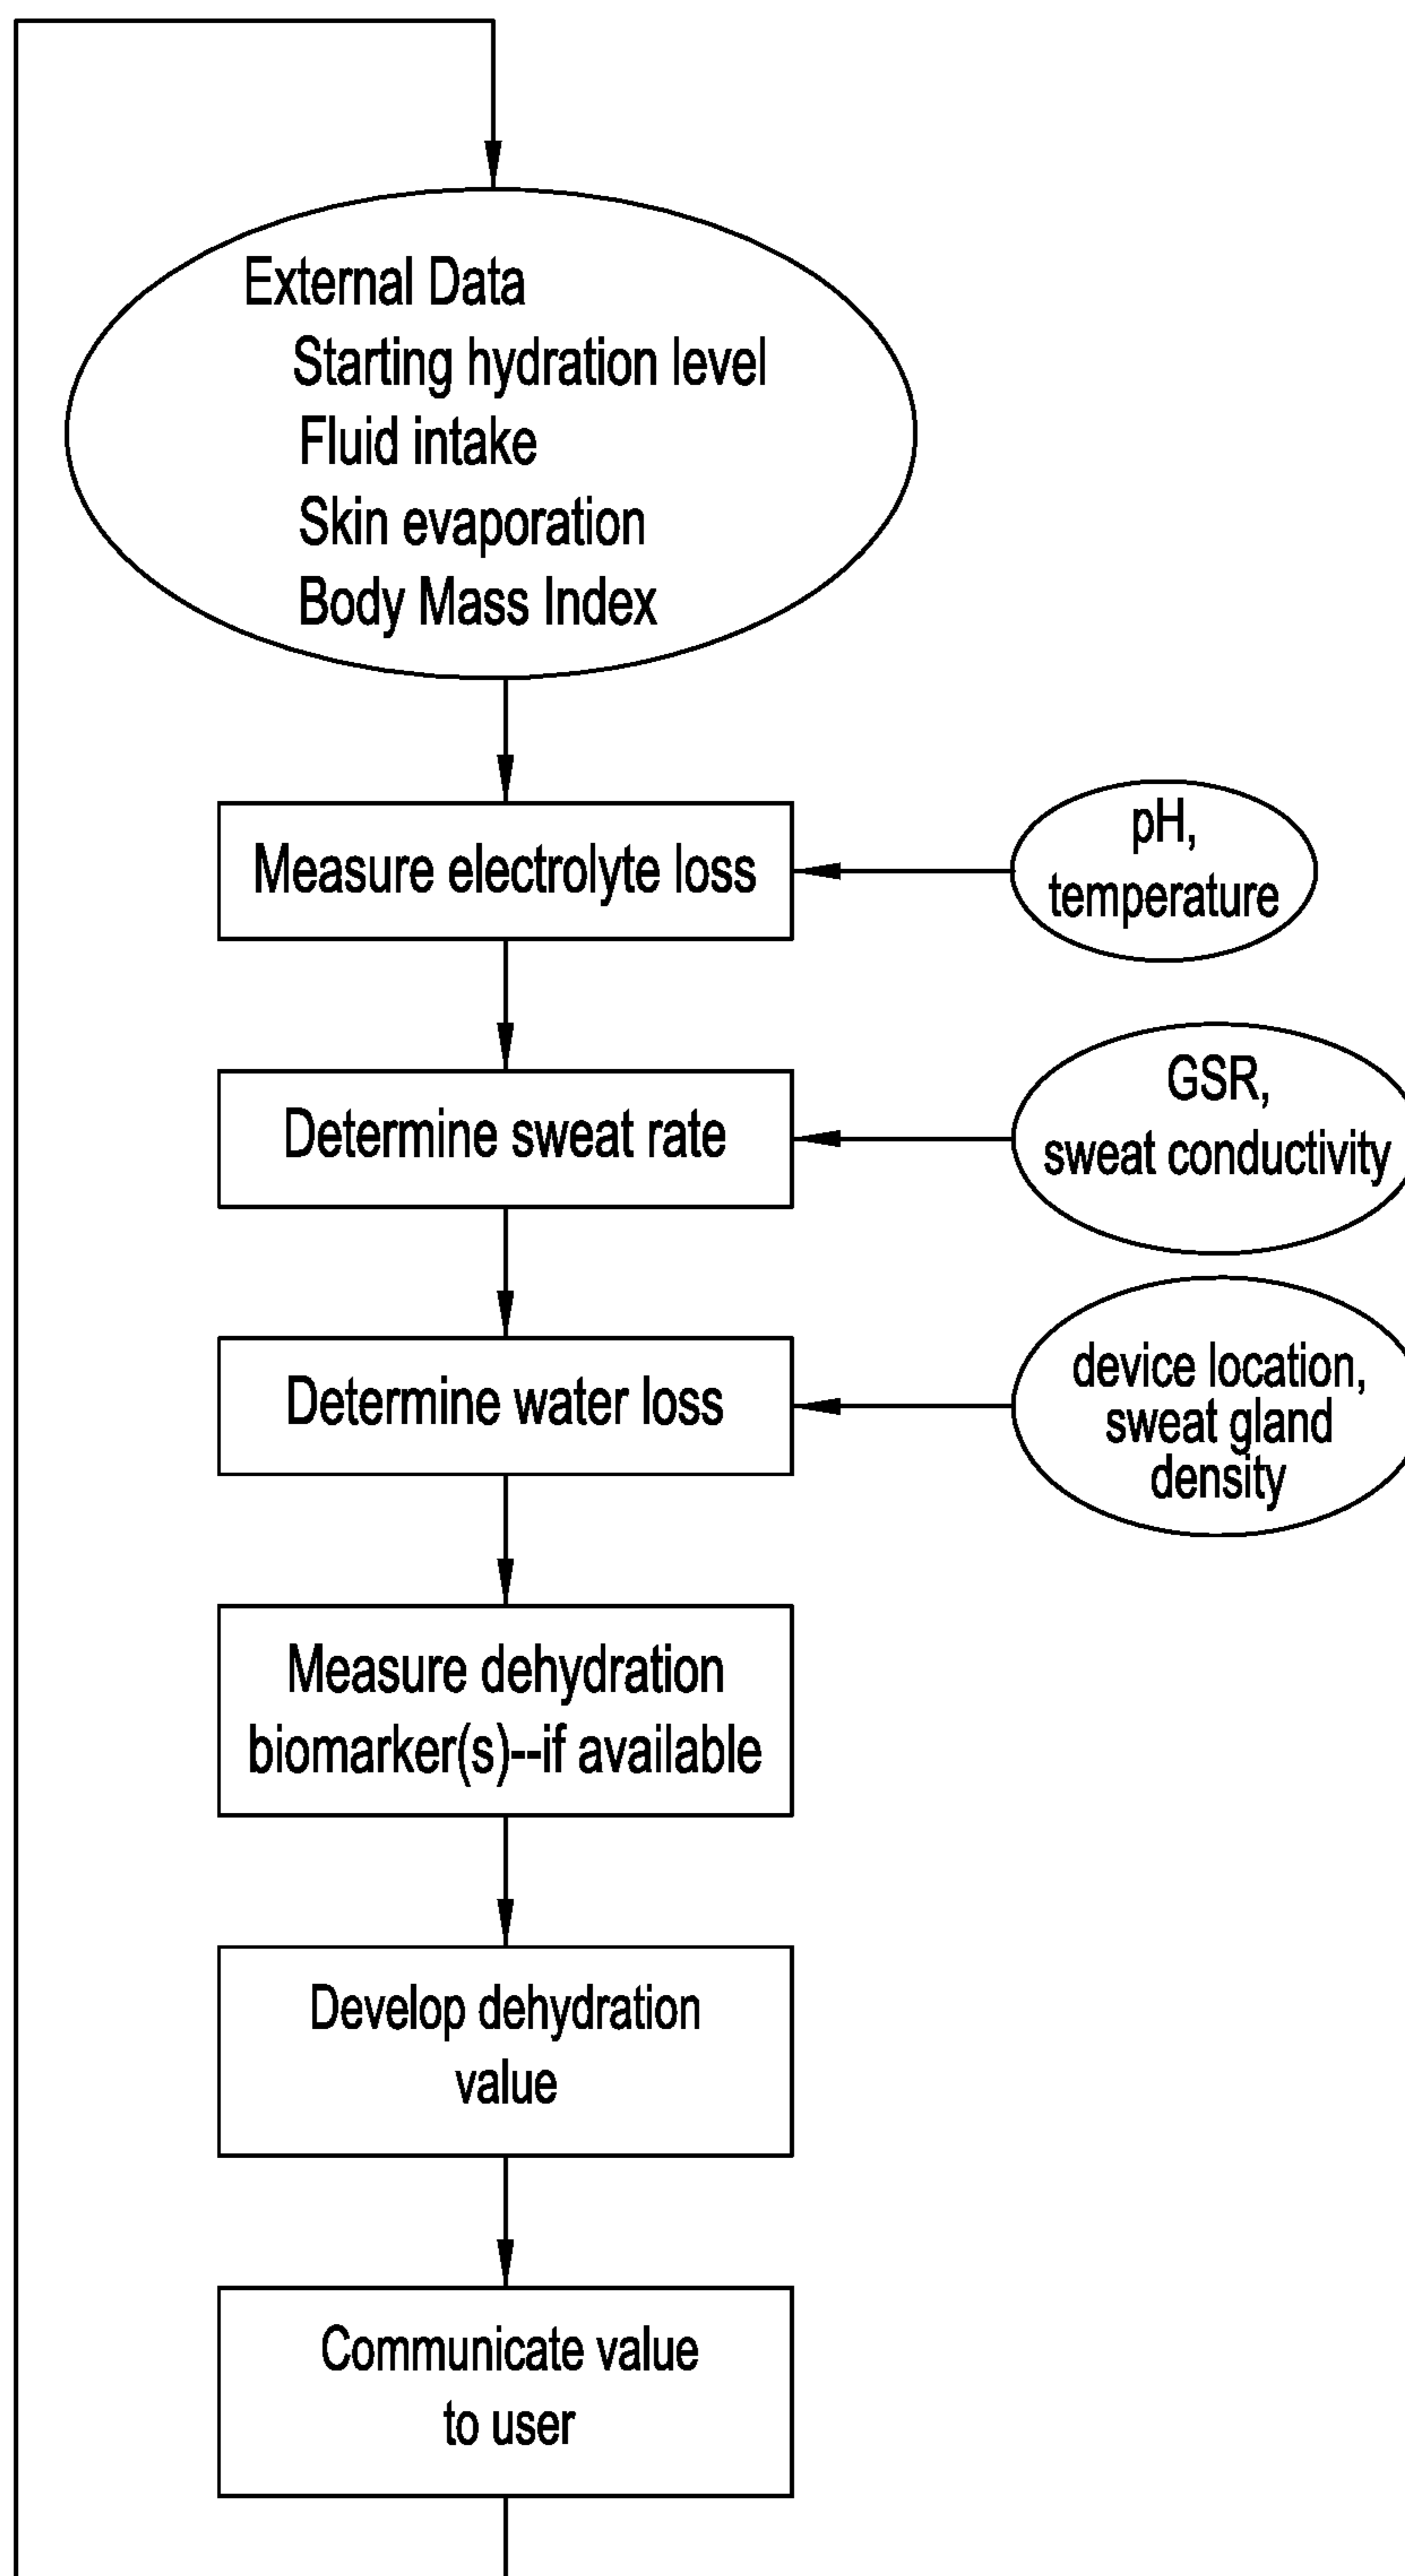 External Data
Starting hydration level
Fluid intake
Skin evaporation
Body Mass Index
Measure electrolyte loss
pH,
temperature
Determine sweat rate
GSR,
sweat conductivity
Determine water loss
device location,
sweat gland
density
Measure dehydration
biomarker(s)--if available
Develop dehydration
value
Communicate value
to user